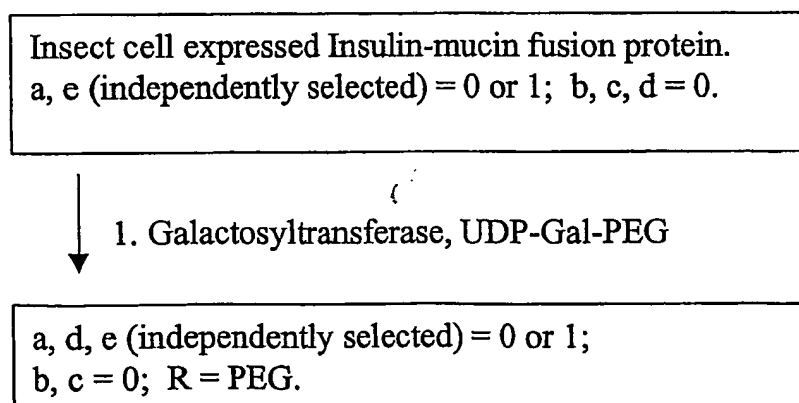 Insect cell expressed Insulin-mucin fusion protein.
a, e (independently selected) = 0 or 1; b, c, d = 0.
1. Galactosyltransferase, UDP-Gal-PEG
a, d, e (independently selected) = 0 or 1;
b, c = 0; R = PEG.